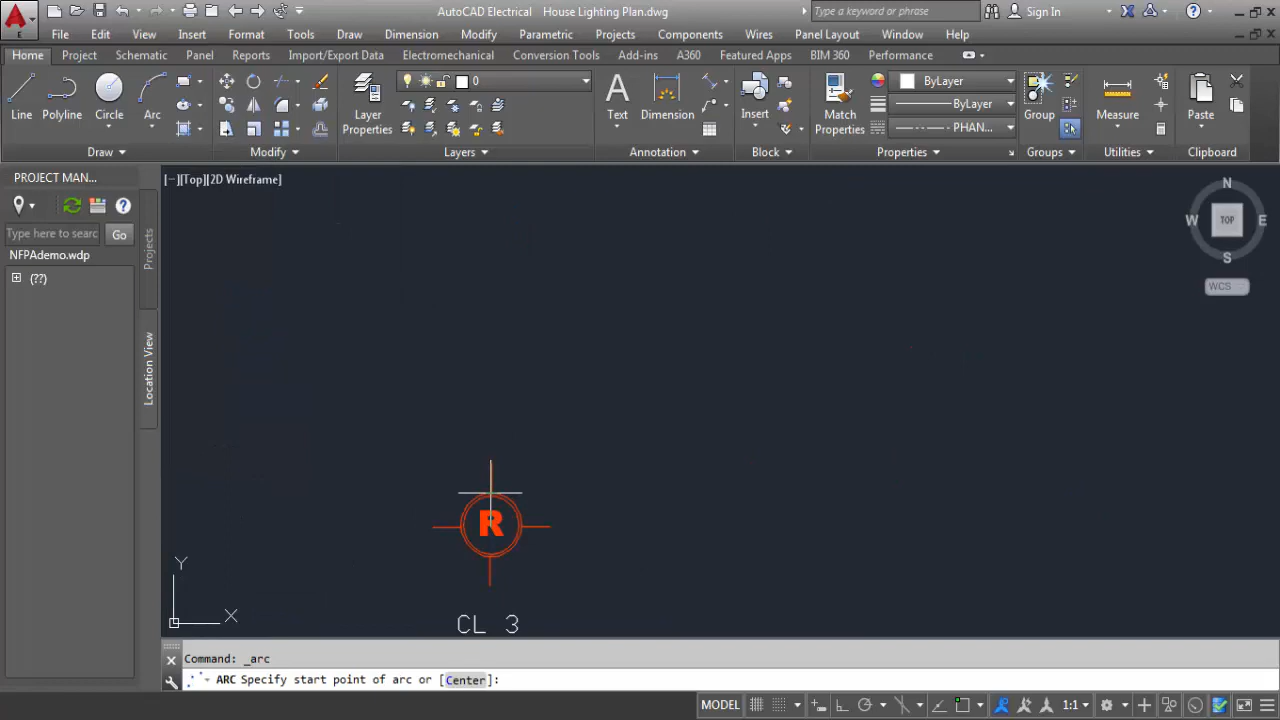 AutoCAD Electrical House Lighting Plan.dwg
Type a keyword or phrase
Sign In
E
File Edit View Insert Format Tools Draw Dimension Modify Parametric Projects Components Wires Panel Layout Window Help
Home Project Schematic Panel Reports Import/Export Data Electromechanical Conversion Tools Add-ins A360 Featured Apps BIM 360 Performance
0
ByLayer
ByLayer
PHAN...
Line Polyline Circle Arc
Layer Properties
A
Text Dimension
Insert
Match Properties
Group
Measure
Paste
Draw Modify Layers Annotation Block Properties Groups Utilities Clipboard
PROJECT MAN...
Type here to searc
Go
NFPAdemo.wdp
(??)
Projects
Location View
[−][Top][2D Wireframe]
N
W TOP E
S
WCS
R
CL 3
Y
X
Command: _arc
ARC Specify start point of arc or [Center]:
MODEL
1:1